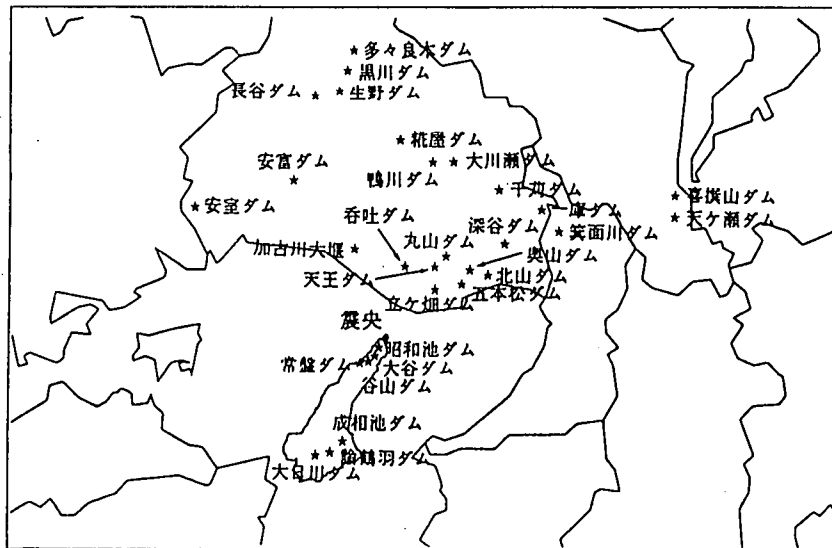 多々良木ダム
黒川ダム
長谷ダム
生野ダム
糀屋ダム
安富ダム
鴨川ダム
大川瀬ダム
千苅ダム
喜撰山ダム
安室ダム
呑吐ダム
深谷ダム
庫ダム
天ケ瀬ダム
丸山ダム
箕面川ダム
加古川大堰
奥山ダム
天王ダム
北山ダム
立ケ畑ダム
五本松ダム
震央
昭和池ダム
常盤ダム
大谷ダム
谷山ダム
成相池ダム
諭鶴羽ダム
大日川ダム